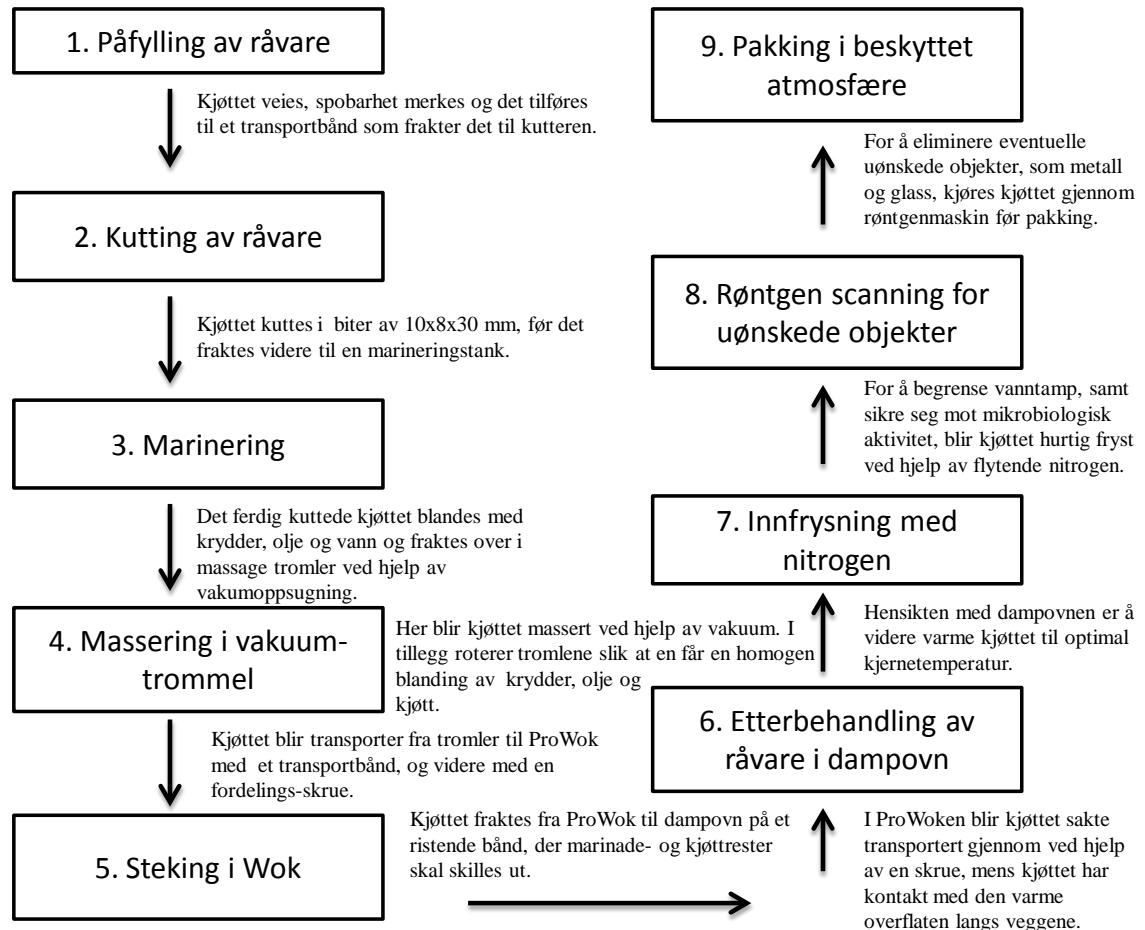 1. Påfylling av råvare
Kjøttet veies, spobarhet merkes og det tilføres
til et transportbånd som frakter det til kutteren.
2. Kutting av råvare
Kjøttet kuttes i  biter av 10x8x30 mm, før det
fraktes videre til en marineringstank.
3. Marinering
Det ferdig kuttede kjøttet blandes med
krydder, olje og vann og fraktes over i
massage tromler ved hjelp av
vakumoppsugning.
4. Massering i vakuum-
trommel
Her blir kjøttet massert ved hjelp av vakuum. I
tillegg roterer tromlene slik at en får en homogen
blanding av  krydder, olje og
kjøtt.
Kjøttet blir transporter fra tromler til ProWok
med  et transportbånd, og videre med en
fordelings-skrue.
5. Steking i Wok
Kjøttet fraktes fra ProWok til dampovn på et
ristende bånd, der marinade- og kjøttrester
skal skilles ut.
I ProWoken blir kjøttet sakte
transportert gjennom ved hjelp
av en skrue, mens kjøttet har
kontakt med den varme
overflaten langs veggene.
6. Etterbehandling av
råvare i dampovn
Hensikten med dampovnen er å
videre varme kjøttet til optimal
kjernetemperatur.
7. Innfrysning med
nitrogen
For å begrense vanntamp, samt
sikre seg mot mikrobiologisk
aktivitet, blir kjøttet hurtig fryst
ved hjelp av flytende nitrogen.
8. Røntgen scanning for
uønskede objekter
For å eliminere eventuelle
uønskede objekter, som metall
og glass, kjøres kjøttet gjennom
røntgenmaskin før pakking.
9. Pakking i beskyttet
atmosfære